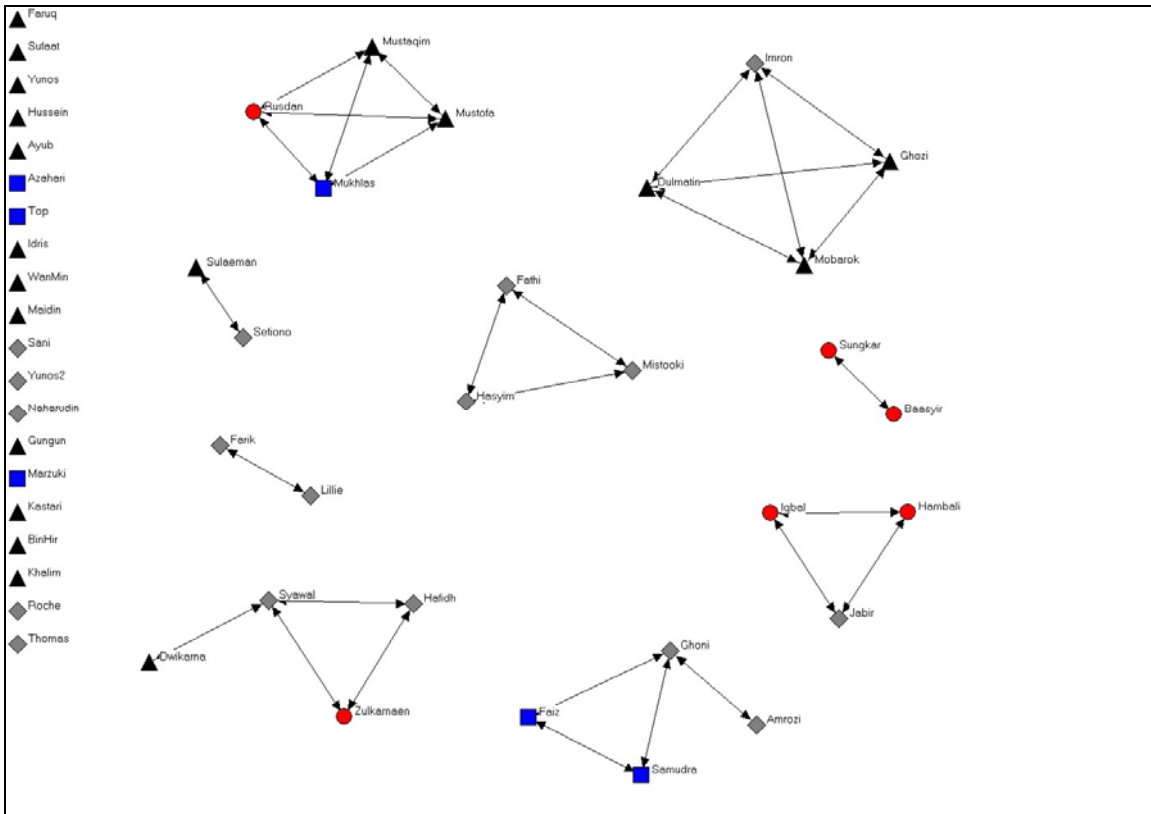 Faruq
Sufaat
Yunos
Hussein
Ayub
Azahari
Top
Idris
WanMin
Maidin
Sani
Yunos2
Naharudin
Gungun
Marzuki
Kastari
BinHir
Khalim
Roche
Thomas
Mustaqim
Rusdan
Mustofa
Mukhlas
Imron
Ghozi
Dulmatin
Mobarok
Sulaeman
Setiono
Fathi
Mistooki
Hasyim
Sungkar
Baasyir
Farik
Lillie
Iqbal
Hambali
Jabir
Syawal
Hafidh
Dwikarna
Zulkarnaen
Ghoni
Faiz
Amrozi
Samudra